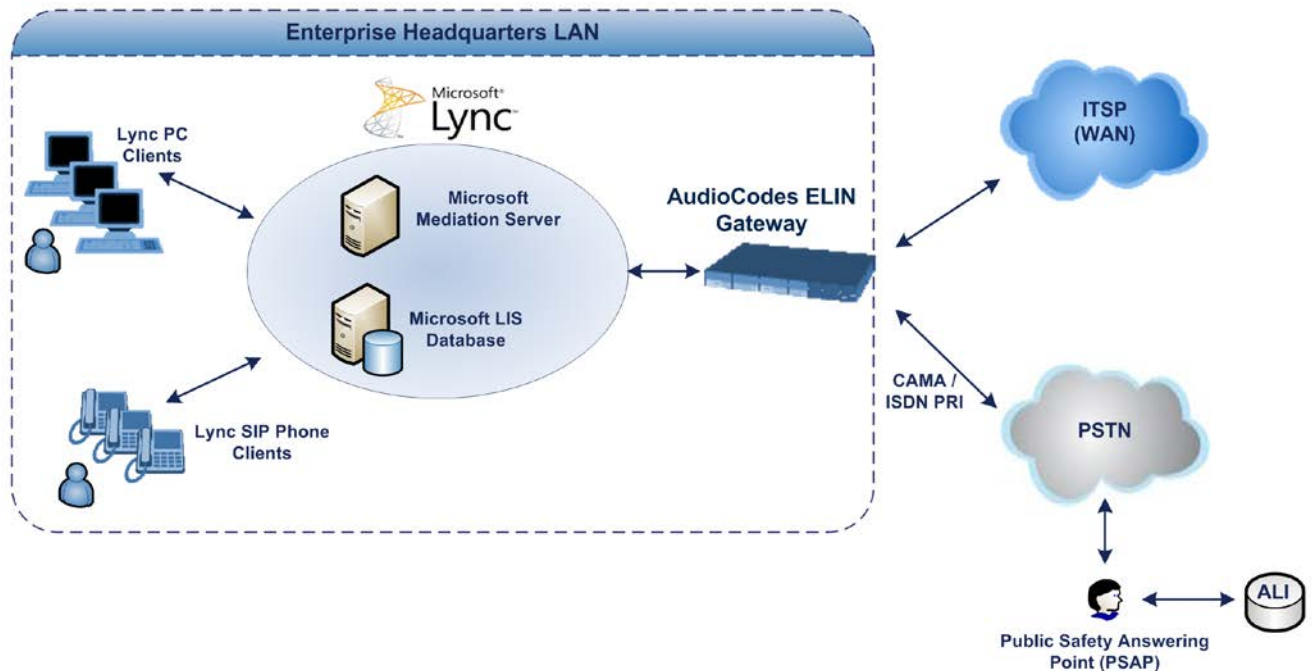 Enterprise Headquarters LAN
Microsoft®
Lync™
Lync PC
Clients
Microsoft
Mediation Server
Microsoft LIS
Database
Lync SIP Phone
Clients
AudioCodes ELIN
Gateway
ITSP
(WAN)
CAMA /
ISDN PRI
PSTN
ALI
Public Safety Answering
Point (PSAP)